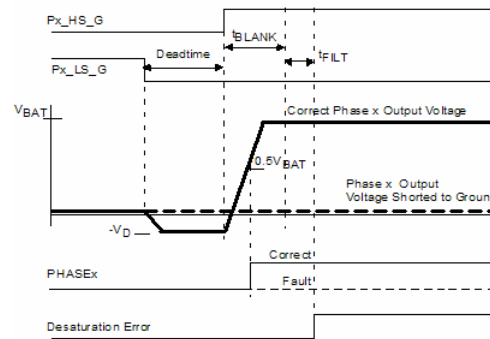 Px_HS_G
tBLANK
Deadtime
tFILT
Px_LS_G
VBAT
Correct Phase x Output Voltage
0.5VBAT
Phase x Output
Voltage Shorted to Groun
-VD
Correct
PHASEx
Fault
Desaturation Error